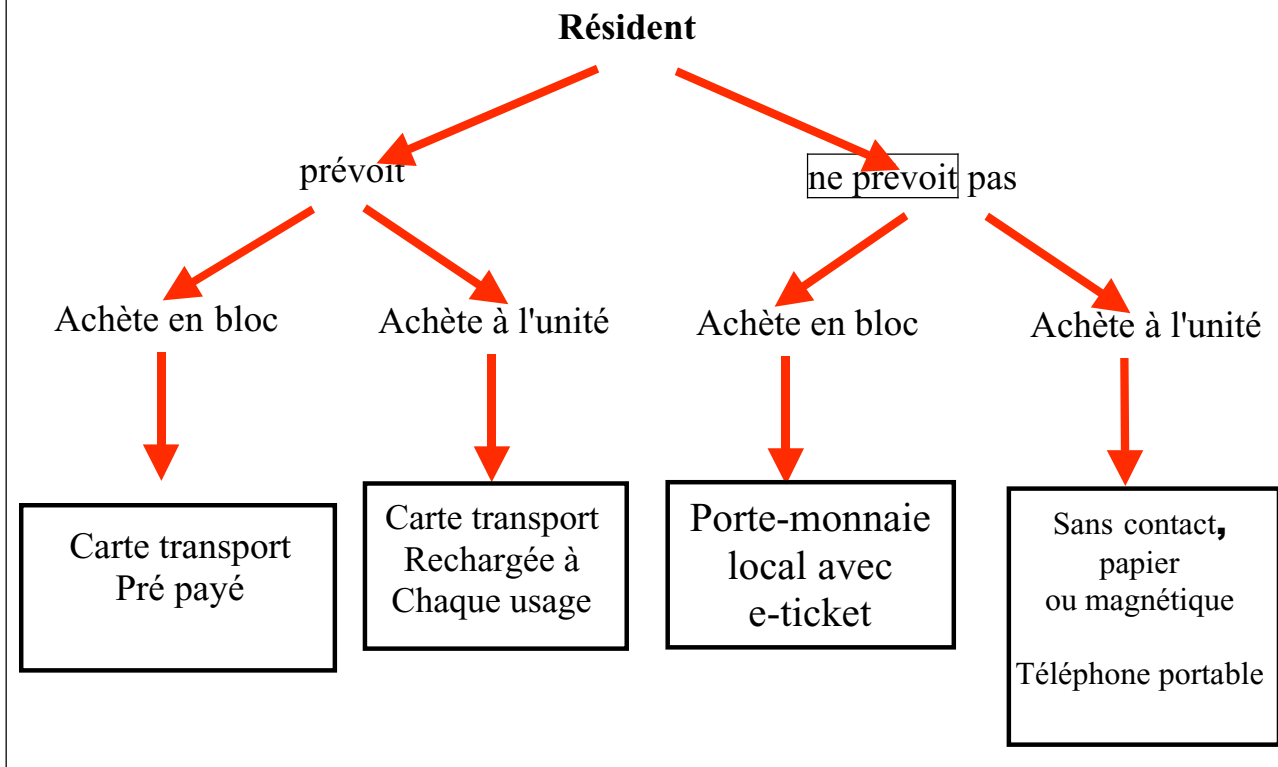 Résident
prévoit
ne prévoit pas
Achète en bloc
Achète à l'unité
Achète en bloc
Achète à l'unité
Carte transport
Pré payé
Carte transport
Rechargée à
Chaque usage
Porte-monnaie
local avec
e-ticket
Sans contact,
papier
ou magnétique
Téléphone portable